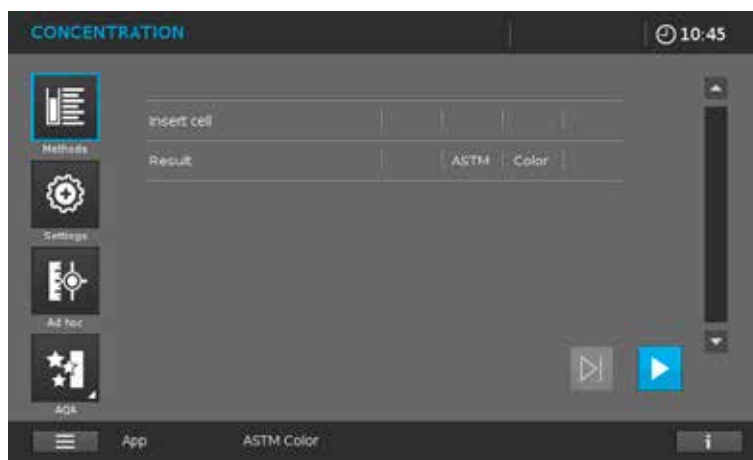 CONCENTRATION 10:45
Methods
Insert cell
Result ASTM Color
Settings
Ad hoc
AQA
App ASTM Color i